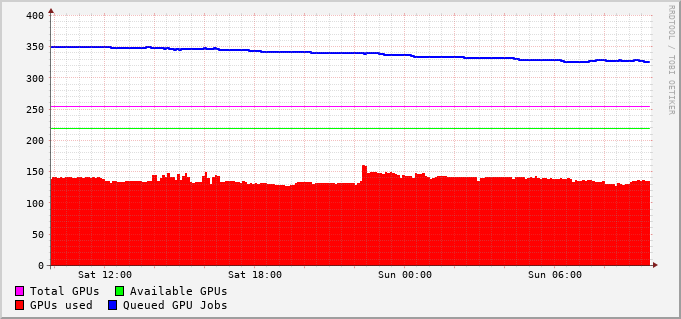 400
350
300
250
200
150
100
50
0
Sat 12:00 Sat 18:00 Sun 00:00 Sun 06:00
Total GPUs Available GPUs
GPUs used Queued GPU Jobs
RRDTOOL / TOBI OETIKER